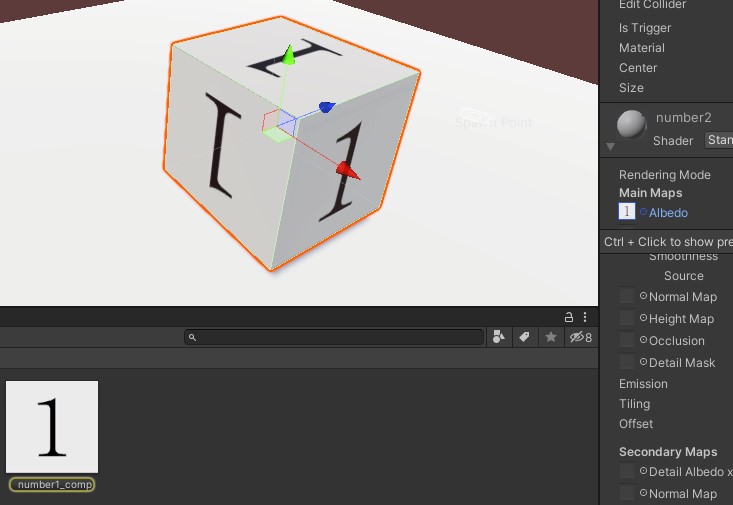 Edit Collider
Is Trigger
Material
Center
Size
number2
Shader Stan
Rendering Mode
Main Maps
1 Albedo
Ctrl + Click to show pre
Smoothness
Source
Normal Map
Height Map
Occlusion
Detail Mask
Emission
Tiling
Offset
Secondary Maps
Detail Albedo x
Normal Map
1
1
1
Spawn Point
8
1
number1_comp